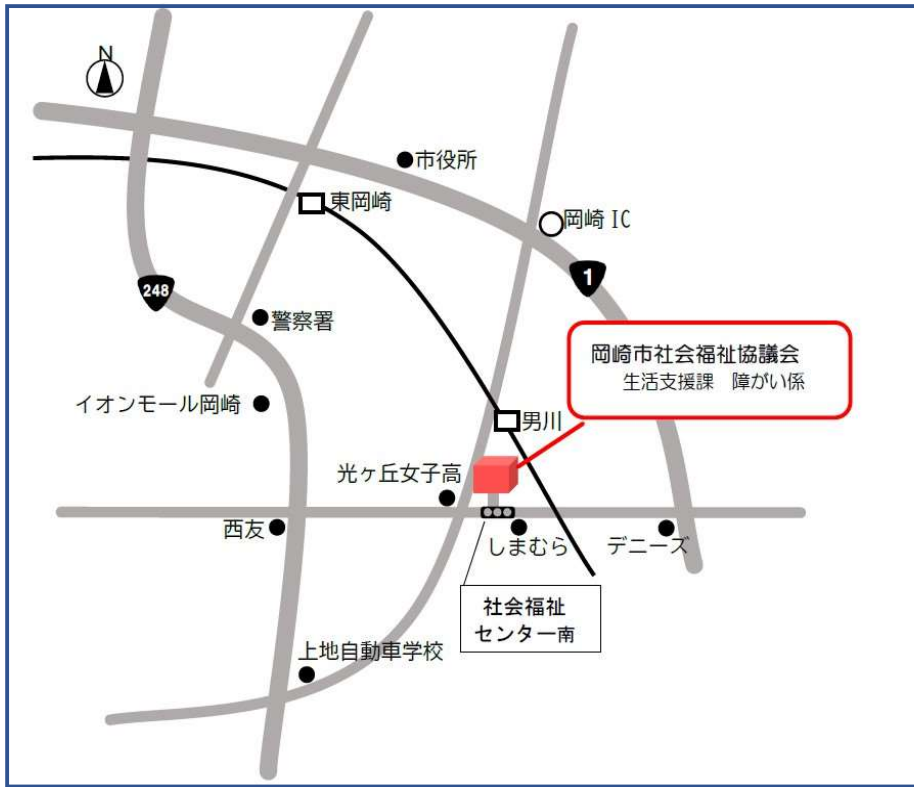 N
市役所
東岡崎
岡崎 IC
1
248
警察署
岡崎市社会福祉協議会
生活支援課 障がい係
イオンモール岡崎
男川
光ヶ丘女子高
西友
しまむら
デニーズ
社会福祉
センター南
上地自動車学校